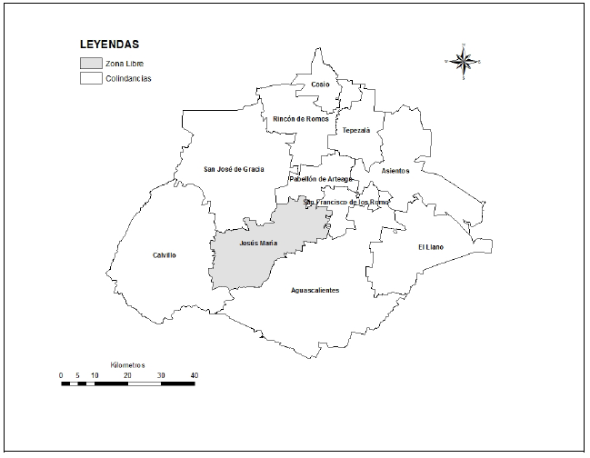 LEYENDAS
Zona Libre
Colindancias
Cosio
Rincón de Romos
Tepezalá
San José de Gracia
Asientos
Pabellón de Arteaga
San Francisco de los Romo
Jesús María
El Llano
Calvillo
Aguascalientes
Kilometros
0 5 10 20 30 40